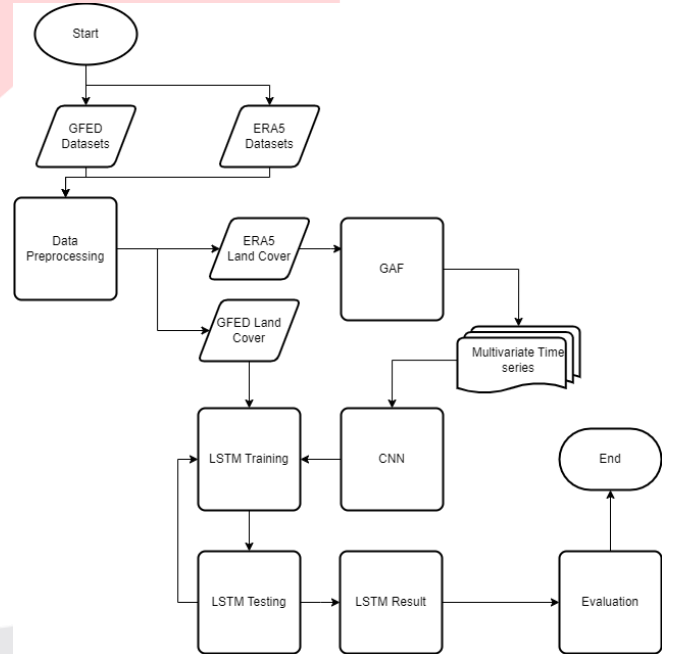 Start
GFED
Datasets
ERA5
Datasets
Data
Preprocessing
ERA5
Land Cover
GAF
GFED Land
Cover
Multivariate Time
series
LSTM Training
CNN
End
LSTM Testing
LSTM Result
Evaluation